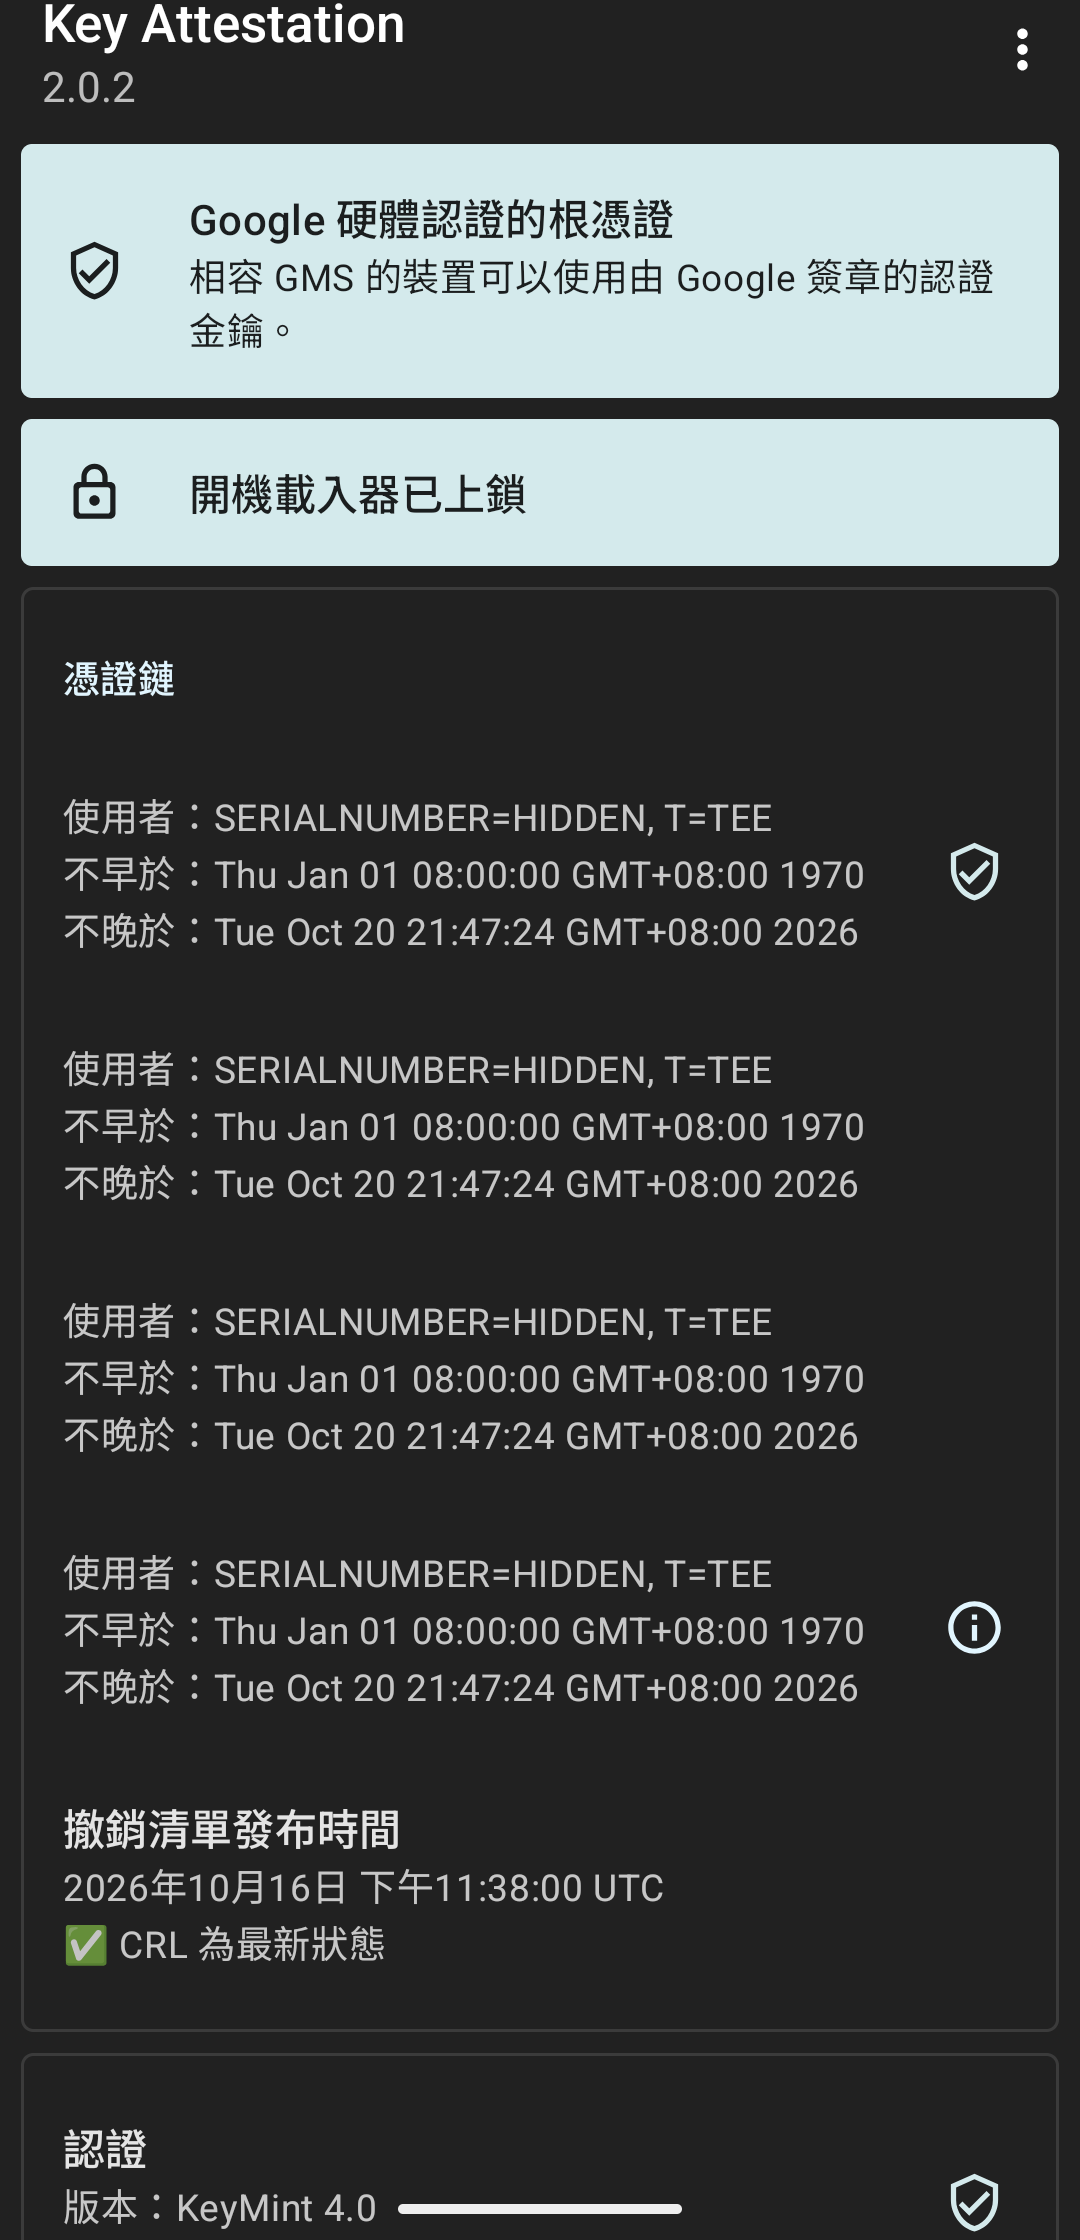 Key Attestation
2.0.2
Google 硬體認證的根憑證
相容 GMS 的裝置可以使用由 Google 簽章的認證
金鑰。
開機載入器已上鎖
憑證鏈
使用者：SERIALNUMBER=HIDDEN, T=TEE
不早於：Thu Jan 01 08:00:00 GMT+08:00 1970
不晚於：Tue Oct 20 21:47:24 GMT+08:00 2026
使用者：SERIALNUMBER=HIDDEN, T=TEE
不早於：Thu Jan 01 08:00:00 GMT+08:00 1970
不晚於：Tue Oct 20 21:47:24 GMT+08:00 2026
使用者：SERIALNUMBER=HIDDEN, T=TEE
不早於：Thu Jan 01 08:00:00 GMT+08:00 1970
不晚於：Tue Oct 20 21:47:24 GMT+08:00 2026
使用者：SERIALNUMBER=HIDDEN, T=TEE
不早於：Thu Jan 01 08:00:00 GMT+08:00 1970
不晚於：Tue Oct 20 21:47:24 GMT+08:00 2026
撤銷清單發布時間
2026年10月16日 下午11:38:00 UTC
✅ CRL 為最新狀態
認證
版本：KeyMint 4.0